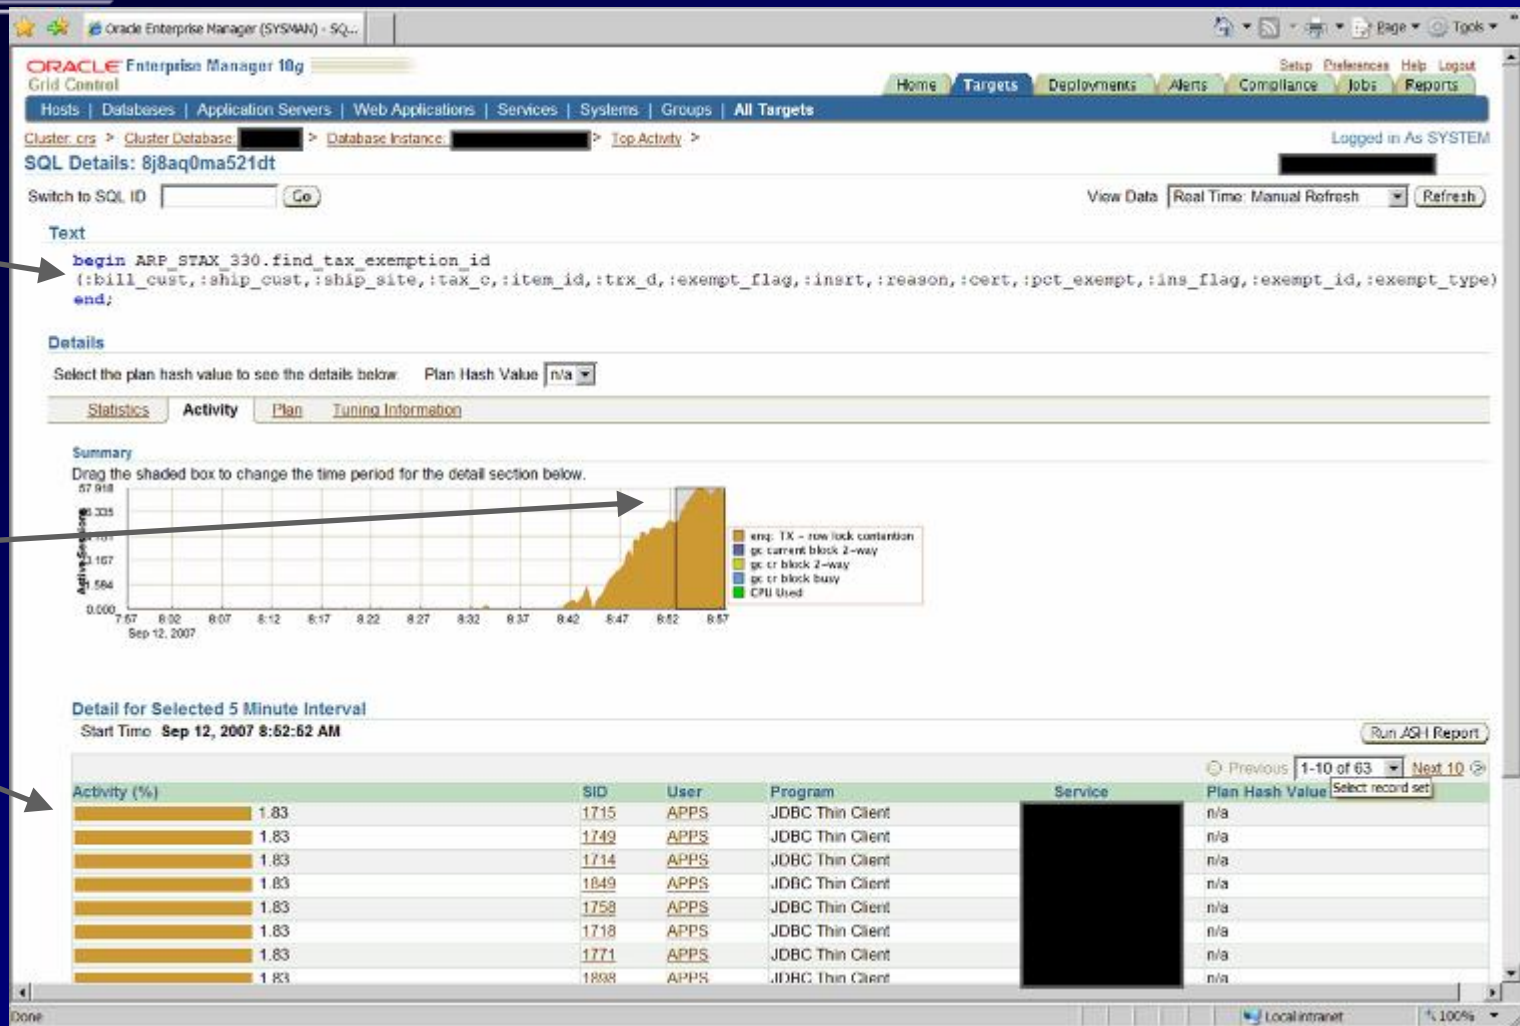 Oracle Enterprise Manager (SYSMAN) - SQ...
Page
Tools
ORACLE Enterprise Manager 10g
Grid Control
Setup Preferences Help Logout
Home Targets Deployments Alerts Compliance Jobs Reports
Hosts | Databases | Application Servers | Web Applications | Services | Systems | Groups | All Targets
Cluster: crs > Cluster Database: > Database Instance: > Top Activity >
Logged in As SYSTEM
SQL Details: 8j8aq0ma521dt
Switch to SQL ID Go
View Data Real Time: Manual Refresh Refresh
Text
begin ARP_STAX_330.find_tax_exemption_id
(:bill_cust,:ship_cust,:ship_site,:tax_c,:item_id,:trx_d,:exempt_flag,:insrt,:reason,:cert,:pct_exempt,:ins_flag,:exempt_id,:exempt_type)
end;
Details
Select the plan hash value to see the details below. Plan Hash Value n/a
Statistics Activity Plan Tuning Information
Summary
Drag the shaded box to change the time period for the detail section below.
57.918
Active Sessions
0.000
7:57 8:02 8:07 8:12 8:17 8:22 8:27 8:32 8:37 8:42 8:47 8:52 8:57
Sep 12, 2007
enq: TX - row lock contention
gc current block 2-way
gc cr block 2-way
gc cr block busy
CPU Used
Detail for Selected 5 Minute Interval
Start Time Sep 12, 2007 8:52:52 AM
Run ASH Report
Previous 1-10 of 63 Next 10
Select record set
Activity (%) SID User Program Service Plan Hash Value
1.83 1715 APPS JDBC Thin Client n/a
1.83 1749 APPS JDBC Thin Client n/a
1.83 1714 APPS JDBC Thin Client n/a
1.83 1849 APPS JDBC Thin Client n/a
1.83 1758 APPS JDBC Thin Client n/a
1.83 1718 APPS JDBC Thin Client n/a
1.83 1771 APPS JDBC Thin Client n/a
1.83 1898 APPS JDBC Thin Client n/a
Done
Local intranet
100%